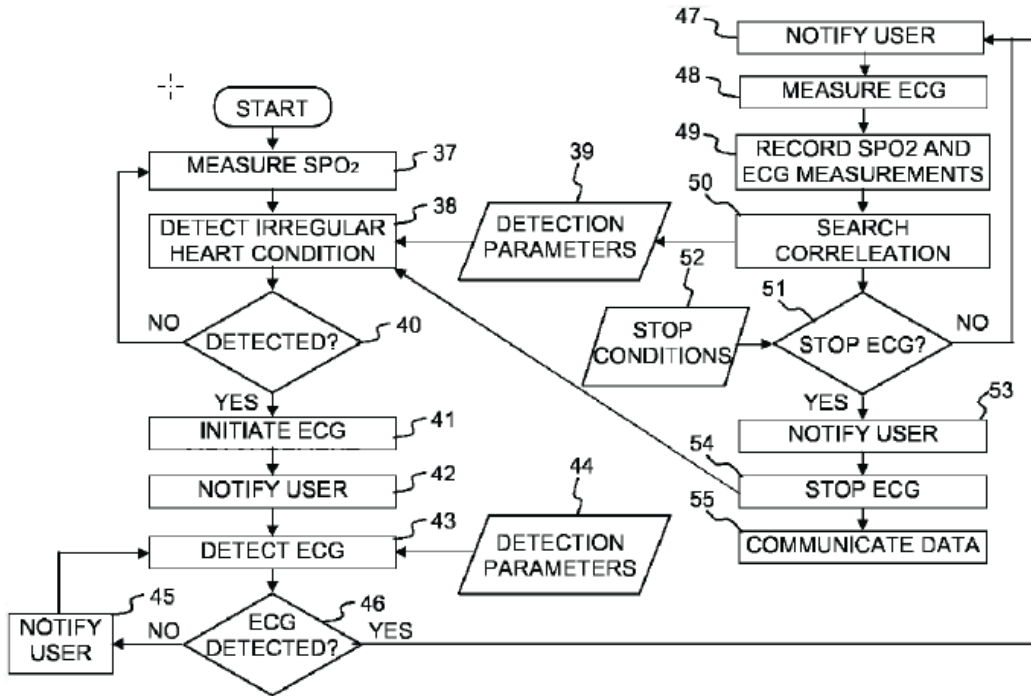 START
MEASURE SPO2
37
DETECT IRREGULAR
HEART CONDITION
38
DETECTION
PARAMETERS
39
DETECTED?
40
NO
YES
INITIATE ECG
41
NOTIFY USER
42
DETECT ECG
43
DETECTION
PARAMETERS
44
NOTIFY
USER
45
NO
ECG
DETECTED?
46
YES
47
NOTIFY USER
48
MEASURE ECG
49
RECORD SPO2 AND
ECG MEASUREMENTS
50
SEARCH
CORRELEATION
52
STOP
CONDITIONS
51
STOP ECG?
NO
YES
53
NOTIFY USER
54
STOP ECG
55
COMMUNICATE DATA